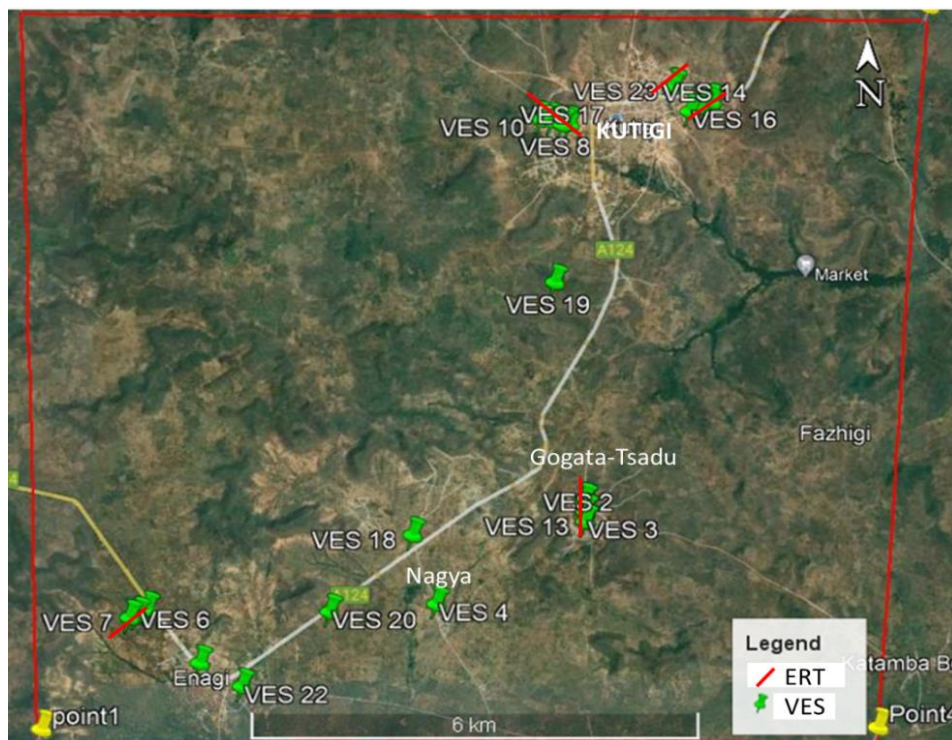 N
VES 23
VES 14
VES 10
VES 17
VES 16
KUTIGI
VES 8
A124
Market
VES 19
Fazhigi
Gogata-Tsadu
VES 2
VES 13
VES 3
VES 18
Nagya
124
VES 7
VES 6
VES 20
VES 4
Legend
ERT
VES
Enagi
VES 22
Katamba B
point1
6 km
Point4